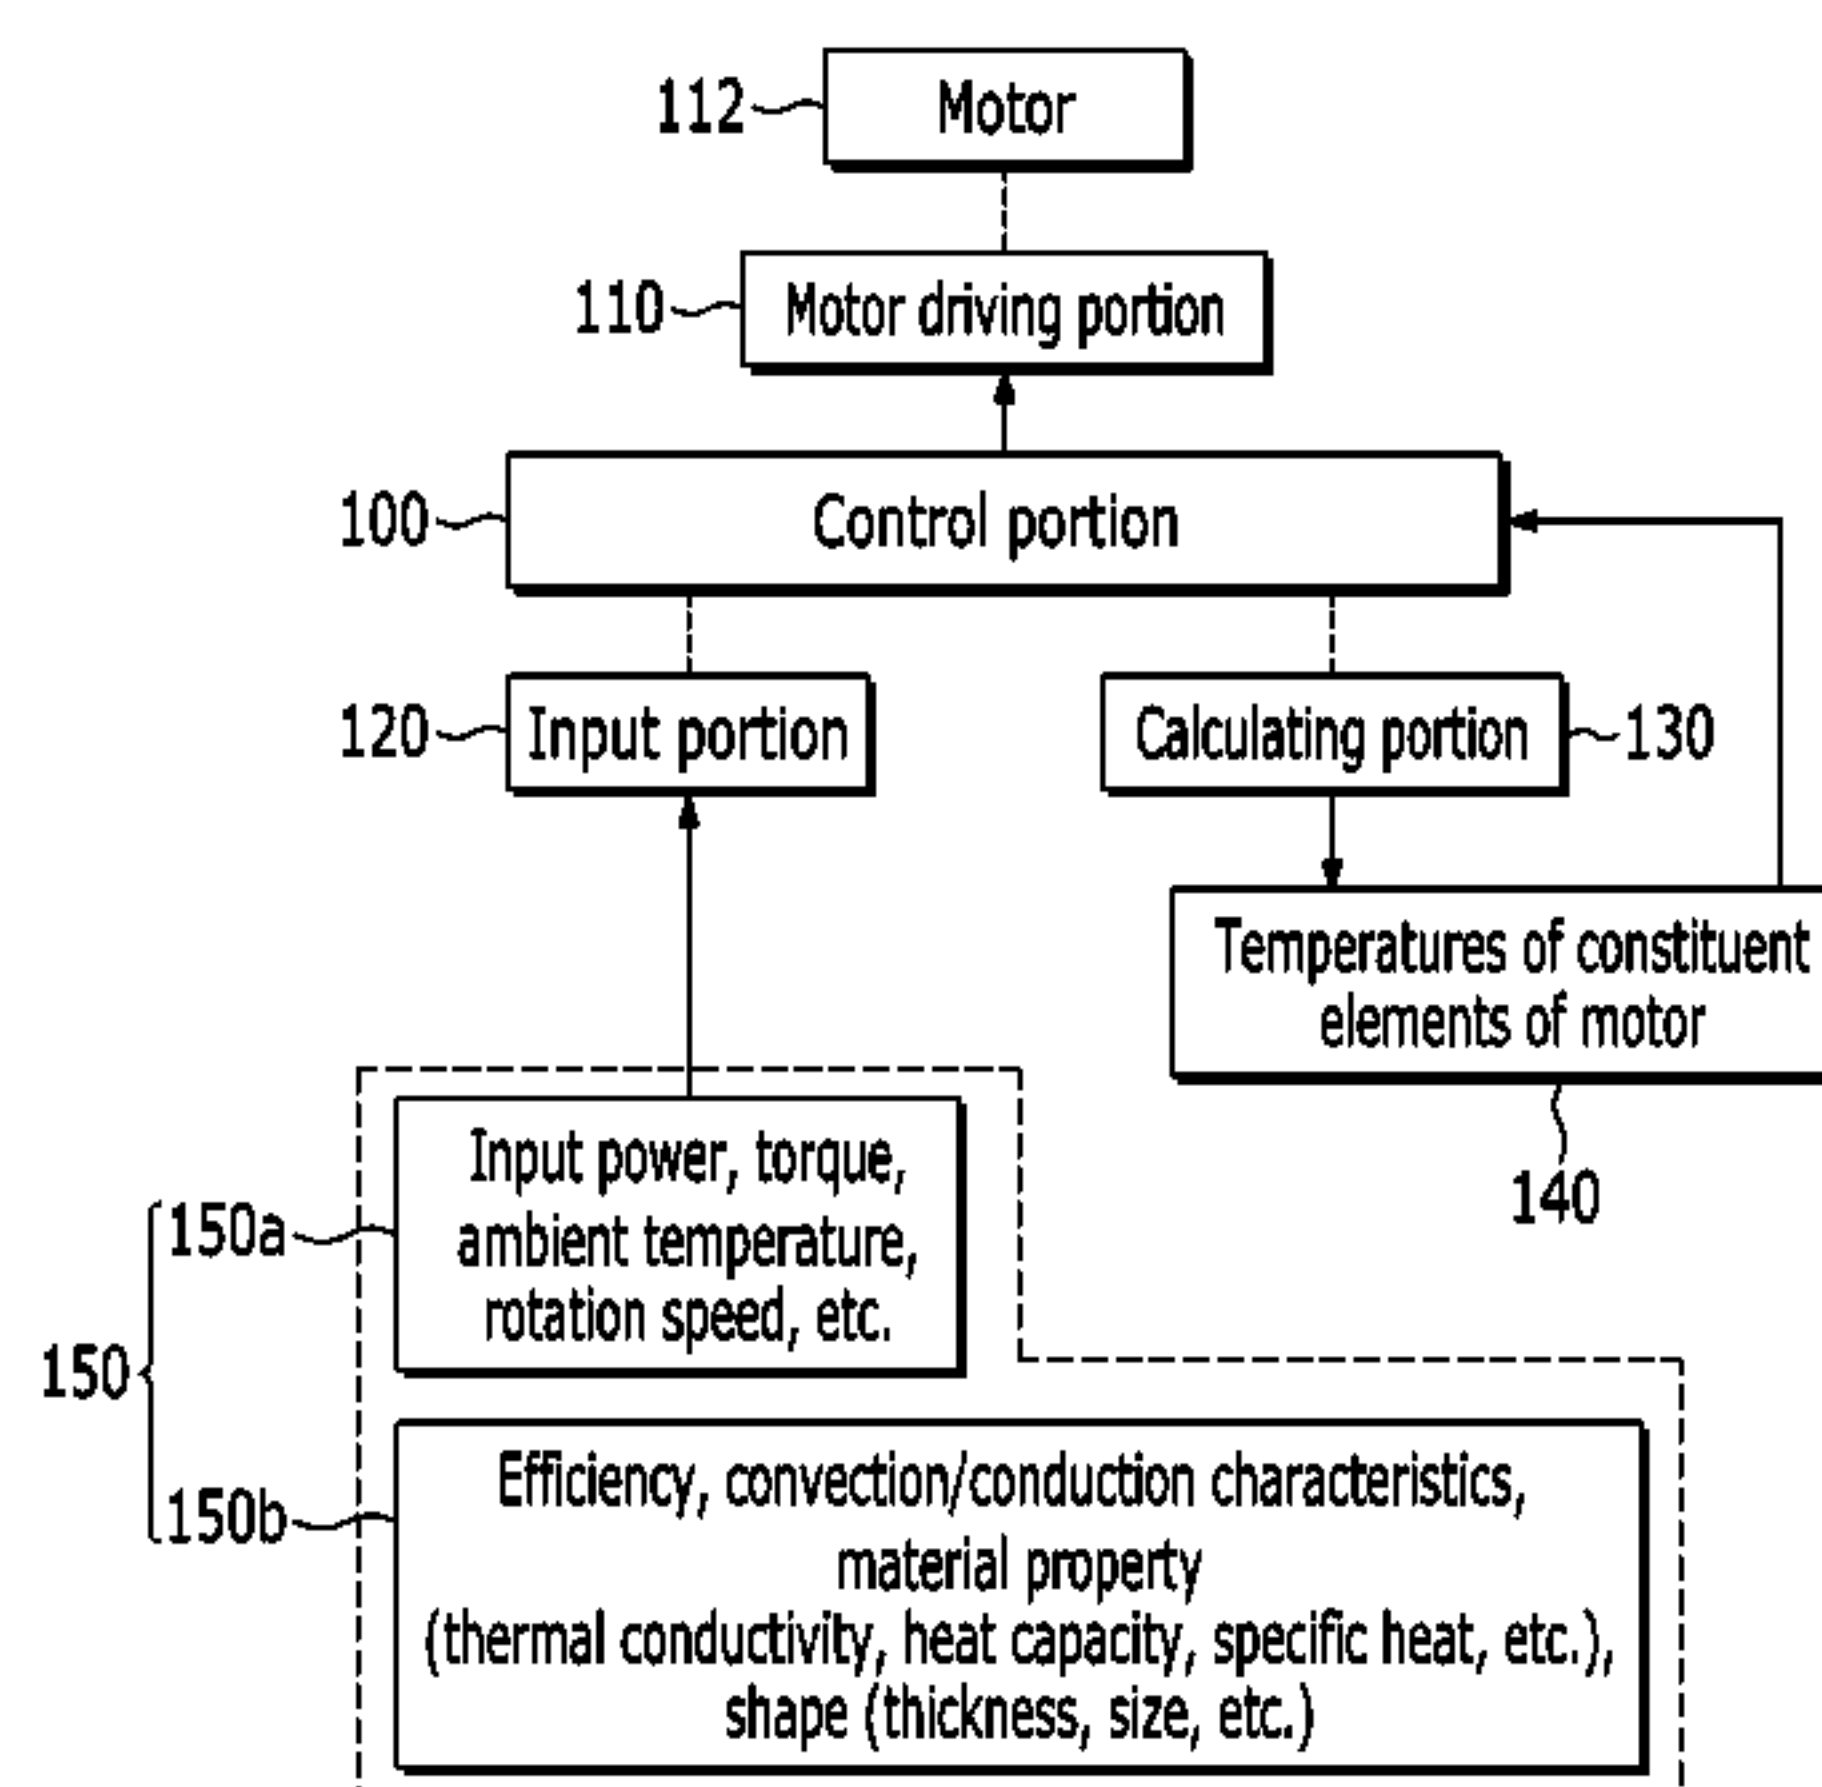 112 Motor
110 Motor driving portion
100 Control portion
120 Input portion
Calculating portion 130
Temperatures of constituent
elements of motor
140
150
150a
Input power, torque,
ambient temperature,
rotation speed, etc.
150b
Efficiency, convection/conduction characteristics,
material property
(thermal conductivity, heat capacity, specific heat, etc.),
shape (thickness, size, etc.)